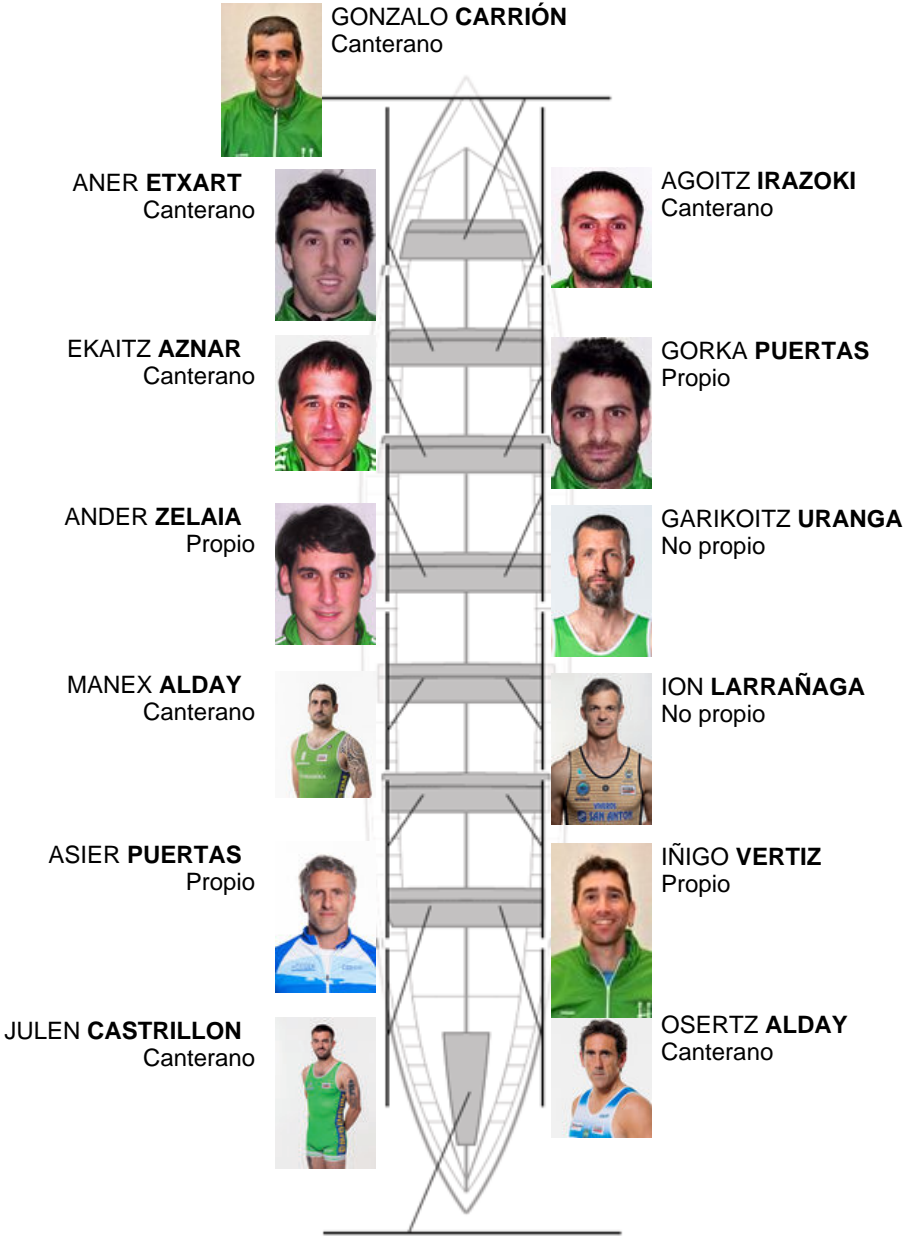 GONZALO CARRIÓN
Canterano
ANER ETXART
Canterano
AGOITZ IRAZOKI
Canterano
EKAITZ AZNAR
Canterano
GORKA PUERTAS
Propio
ANDER ZELAIA
Propio
GARIKOITZ URANGA
No propio
MANEX ALDAY
Canterano
ION LARRAÑAGA
No propio
SAN ANTON
ASIER PUERTAS
Propio
IÑIGO VERTIZ
Propio
JULEN CASTRILLON
Canterano
OSERTZ ALDAY
Canterano